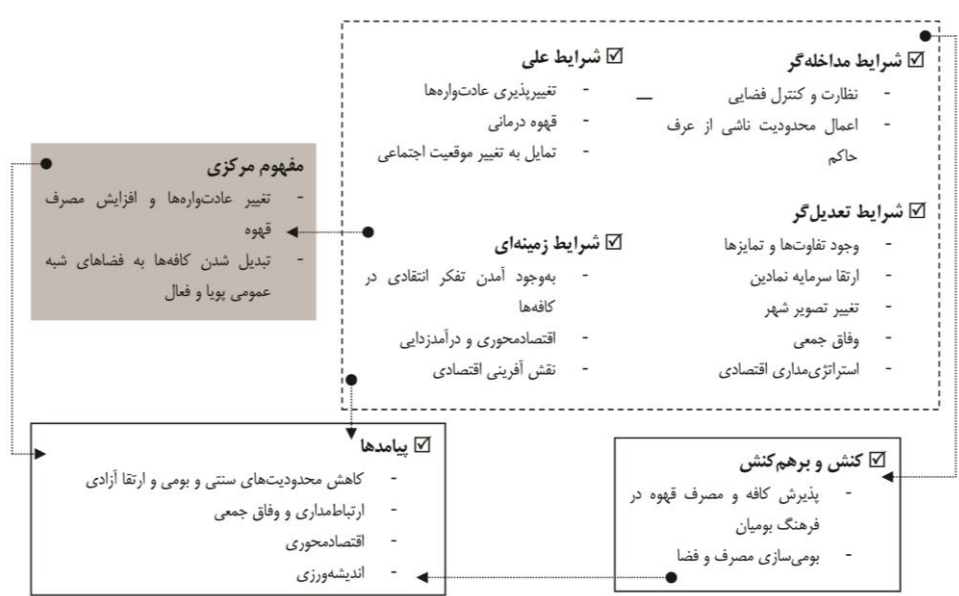 ☑ شرایط مداخله‌گر
- نظارت و کنترل فضایی
- اعمال محدودیت ناشی از عرف
حاکم
☑ شرایط علی
- تغییرپذیری عادت‌واره‌ها
- قهوه درمانی
- تمایل به تغییر موقعیت اجتماعی
☑ شرایط تعدیل‌گر
- وجود تفاوت‌ها و تمایزها
- ارتقا سرمایه نمادین
- تغییر تصویر شهر
- وفاق جمعی
- استراتژی‌مداری اقتصادی
☑ شرایط زمینه‌ای
- به‌وجود آمدن تفکر انتقادی در
کافه‌ها
- اقتصادمحوری و درآمدزدایی
- نقش آفرینی اقتصادی
مفهوم مرکزی
- تغییر عادت‌واره‌ها و افزایش مصرف
قهوه
- تبدیل شدن کافه‌ها به فضاهای شبه
عمومی پویا و فعال
☑ کنش و برهم‌کنش
- پذیرش کافه و مصرف قهوه در
فرهنگ بومیان
- بومی‌سازی مصرف و فضا
☑ پیامدها
- کاهش محدودیت‌های سنتی و بومی و ارتقا آزادی
- ارتباط‌مداری و وفاق جمعی
- اقتصادمحوری
- اندیشه‌ورزی